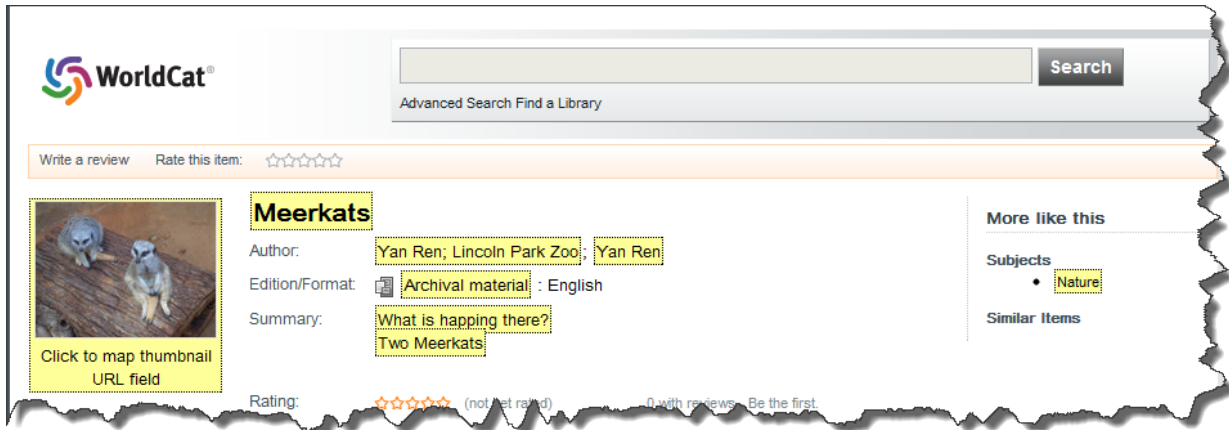 WorldCat®
Search
Advanced Search Find a Library
Write a review Rate this item:
Meerkats
Author: Yan Ren; Lincoln Park Zoo ; Yan Ren
Edition/Format: Archival material : English
Summary: What is happing there?
Two Meerkats
Click to map thumbnail
URL field
Rating: (not yet rated) 0 with reviews - Be the first.
More like this
Subjects
• Nature
Similar Items